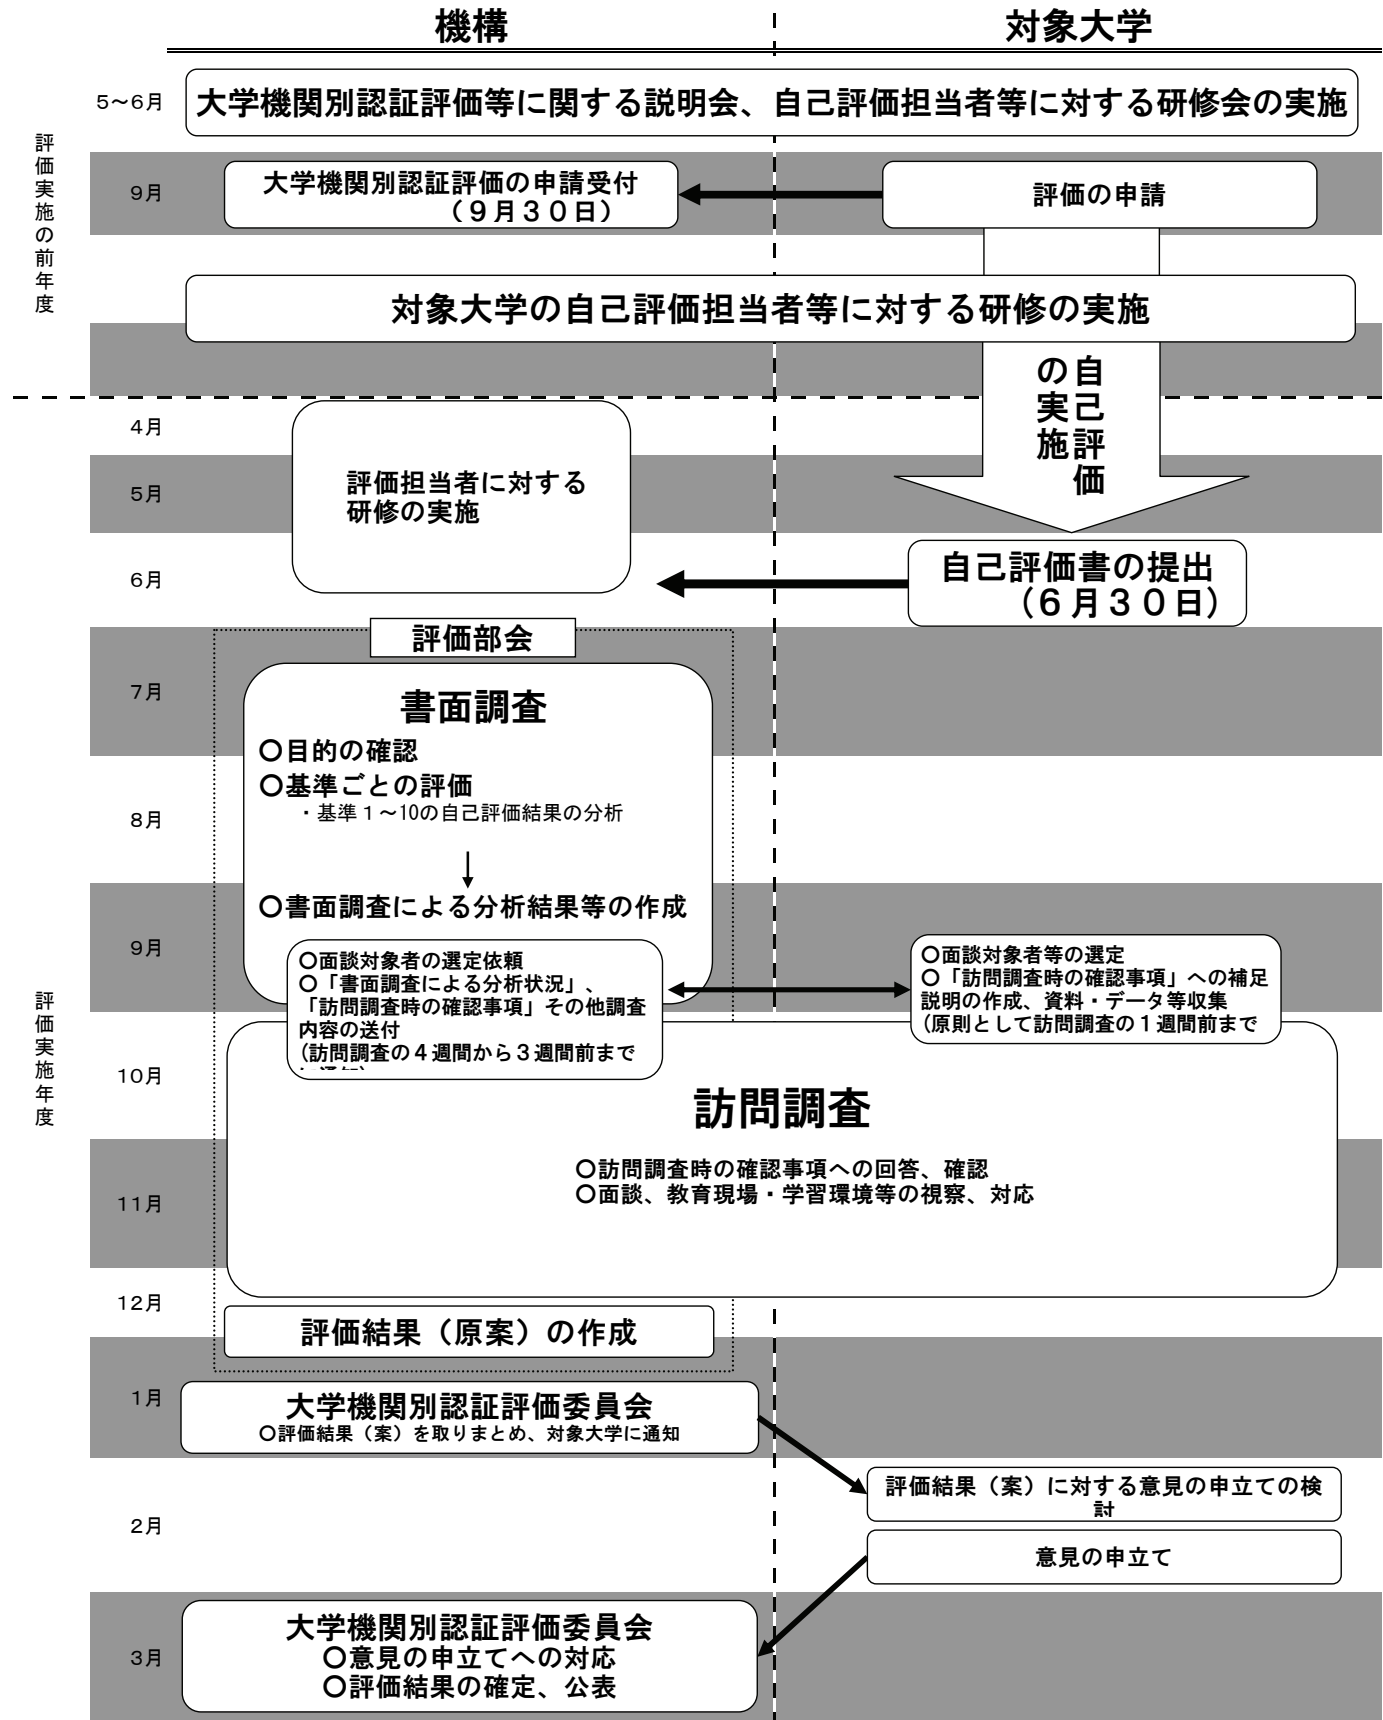 機構
対象大学
評価実施の前年度
5～6月
大学機関別認証評価等に関する説明会、自己評価担当者等に対する研修会の実施
9月
大学機関別認証評価の申請受付
（９月３０日）
評価の申請
対象大学の自己評価担当者等に対する研修の実施
自己評価
の実施
評価実施年度
4月
5月
評価担当者に対する
研修の実施
6月
自己評価書の提出
（６月３０日）
評価部会
7月
書面調査
○目的の確認
○基準ごとの評価
・基準１～10の自己評価結果の分析
8月
○書面調査による分析結果等の作成
9月
○面談対象者の選定依頼
○「書面調査による分析状況」、
「訪問調査時の確認事項」その他調査
内容の送付
(訪問調査の４週間から３週間前まで
○面談対象者等の選定
○「訪問調査時の確認事項」への補足
説明の作成、資料・データ等収集
(原則として訪問調査の１週間前まで
10月
訪問調査
○訪問調査時の確認事項への回答、確認
○面談、教育現場・学習環境等の視察、対応
11月
12月
評価結果（原案）の作成
1月
大学機関別認証評価委員会
○評価結果（案）を取りまとめ、対象大学に通知
評価結果（案）に対する意見の申立ての検
討
2月
意見の申立て
3月
大学機関別認証評価委員会
○意見の申立てへの対応
○評価結果の確定、公表